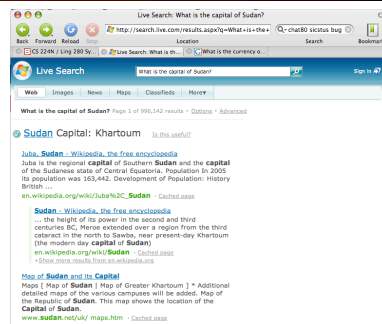 Live Search: What is the capital of Sudan?
http://search.live.com/results.aspx?q=What+is+the+
chat80 sicstus bug
Back Forward Reload Stop Location Search Bookmar
CS 224N / Ling 280 Sy...
Live Search: What is th...
What is the currency o...
Live Search
What is the capital of Sudan?
Sign in
Web Images News Maps Classifieds More▾
What is the capital of Sudan? Page 1 of 996,142 results · Options · Advanced
Sudan Capital: Khartoum Is this useful?
Juba, Sudan - Wikipedia, the free encyclopedia
Juba is the regional capital of Southern Sudan and the capital
of the Sudanese state of Central Equatoria. Population In 2005
its population was 163,442. Development of Population: History
British ...
en.wikipedia.org/wiki/Juba%2C_Sudan · Cached page
Sudan - Wikipedia, the free encyclopedia
... the height of its power in the second and third
centuries BC, Meroe extended over a region from the third
cataract in the north to Sawba, near present-day Khartoum
(the modern day capital of Sudan)
en.wikipedia.org/wiki/Sudan · Cached page
+Show more results from en.wikipedia.org
Map of Sudan and Its Capital
Maps [ Map of Sudan | Map of Greater Khartoum ] * Additional
detailed maps of the various campuses will be added. Map of
the Republic of Sudan. This map shows the location of the
Capital of Sudan.
www.sudan.net/uk/ maps.htm · Cached page